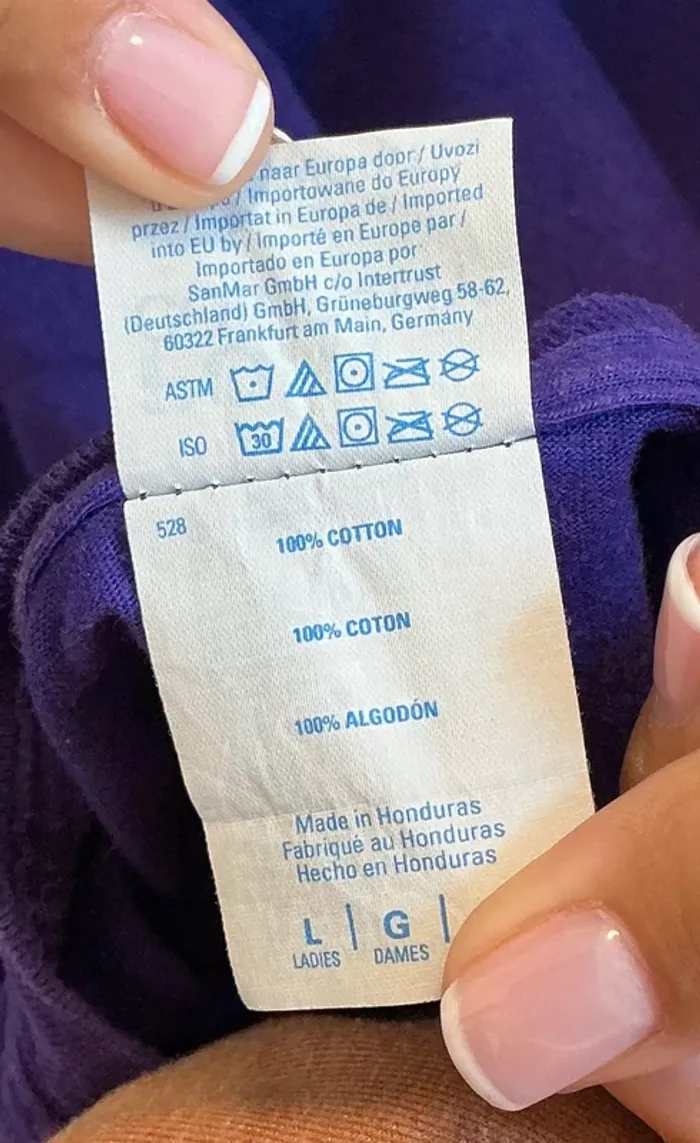 naar Europa door / Uvozi
/ Importowane do Europy
przez / Importat in Europa de / Imported
into EU by / Importé en Europe par /
Importado en Europa por
SanMar GmbH c/o Intertrust
(Deutschland) GmbH, Grüneburgweg 58-62,
60322 Frankfurt am Main, Germany
ASTM
ISO 30
528
100% COTTON
100% COTON
100% ALGODÓN
Made in Honduras
Fabriqué au Honduras
Hecho en Honduras
L | G |
LADIES DAMES